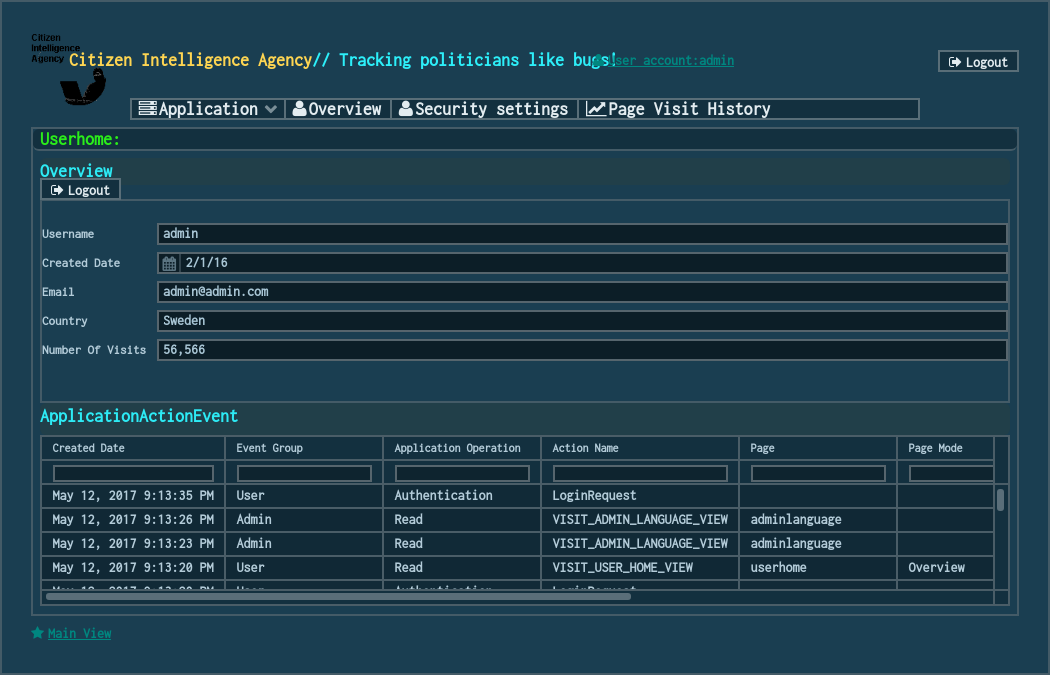 Citizen
Intelligence
Agency
Citizen Intelligence Agency// Tracking politicians like bugs!
User account:admin
Logout
Application
Overview
Security settings
Page Visit History
Userhome:
Overview
Logout
Username admin
Created Date 2/1/16
Email admin@admin.com
Country Sweden
Number Of Visits 56,566
ApplicationActionEvent
Created Date Event Group Application Operation Action Name Page Page Mode
May 12, 2017 9:13:35 PM User Authentication LoginRequest
May 12, 2017 9:13:26 PM Admin Read VISIT_ADMIN_LANGUAGE_VIEW adminlanguage
May 12, 2017 9:13:23 PM Admin Read VISIT_ADMIN_LANGUAGE_VIEW adminlanguage
May 12, 2017 9:13:20 PM User Read VISIT_USER_HOME_VIEW userhome Overview
User Authentication LoginRequest
Main View